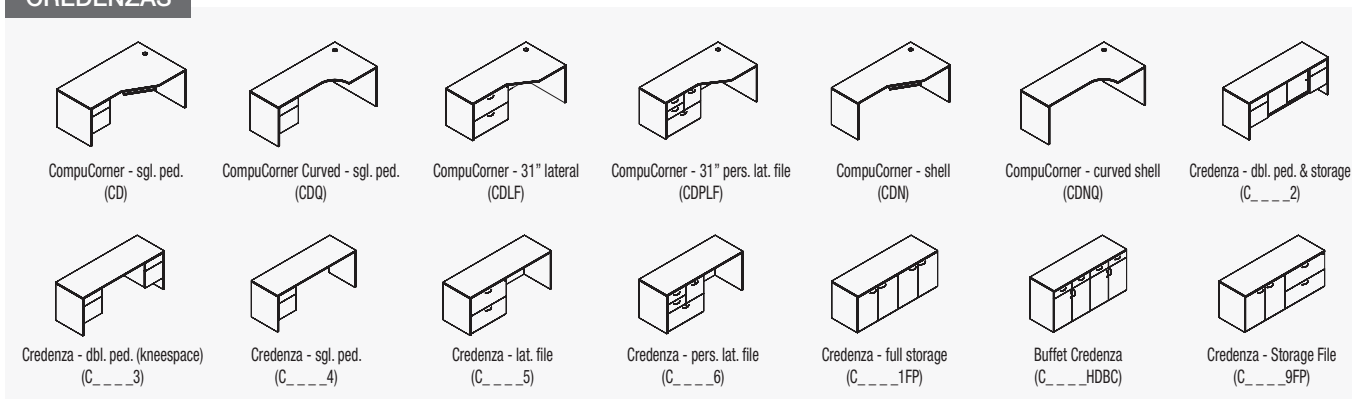 CREDENZAS
CompuCorner - sgl. ped.
(CD)
CompuCorner Curved - sgl. ped.
(CDQ)
CompuCorner - 31” lateral
(CDLF)
CompuCorner - 31” pers. lat. file
(CDPLF)
CompuCorner - shell
(CDN)
CompuCorner - curved shell
(CDNQ)
Credenza - dbl. ped. & storage
(C_ _ _ _2)
Credenza - dbl. ped. (kneespace)
(C_ _ _ _3)
Credenza - sgl. ped.
(C_ _ _ _4)
Credenza - lat. file
(C_ _ _ _5)
Credenza - pers. lat. file
(C_ _ _ _6)
Credenza - full storage
(C_ _ _ _1FP)
Buffet Credenza
(C_ _ _ _HDBC)
Credenza - Storage File
(C_ _ _ _9FP)